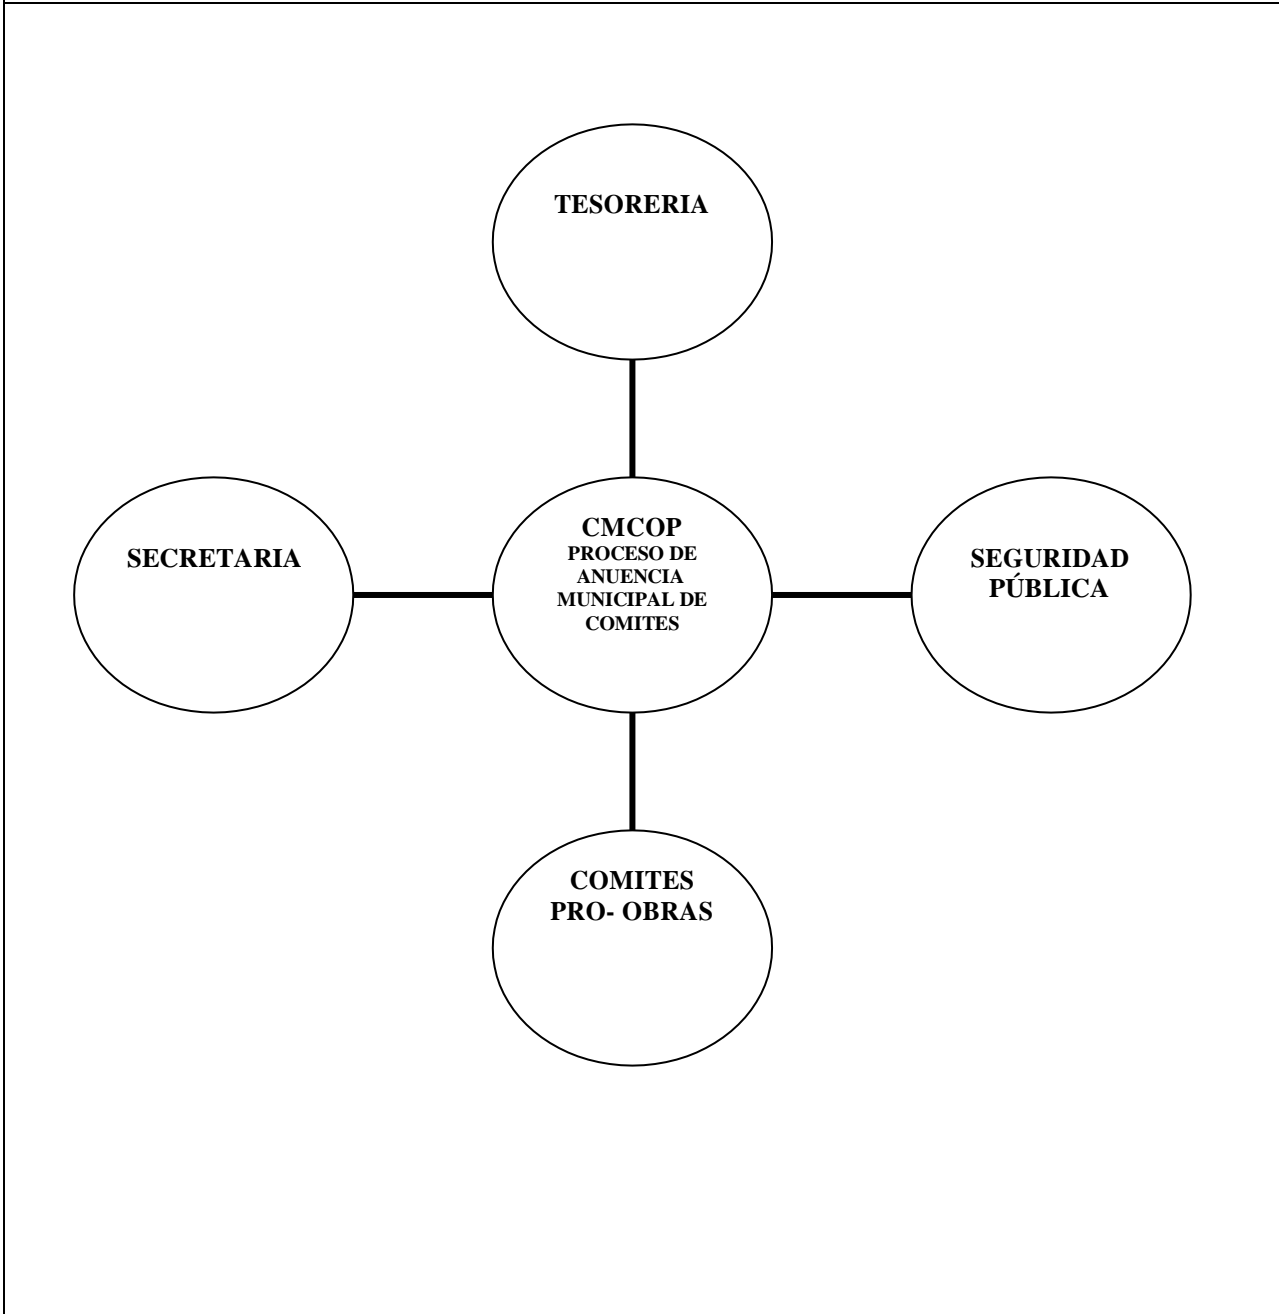 TESORERIA
SECRETARIA
CMCOP
PROCESO DE
ANUENCIA
MUNICIPAL DE
COMITES
SEGURIDAD
PÚBLICA
COMITES
PRO- OBRAS